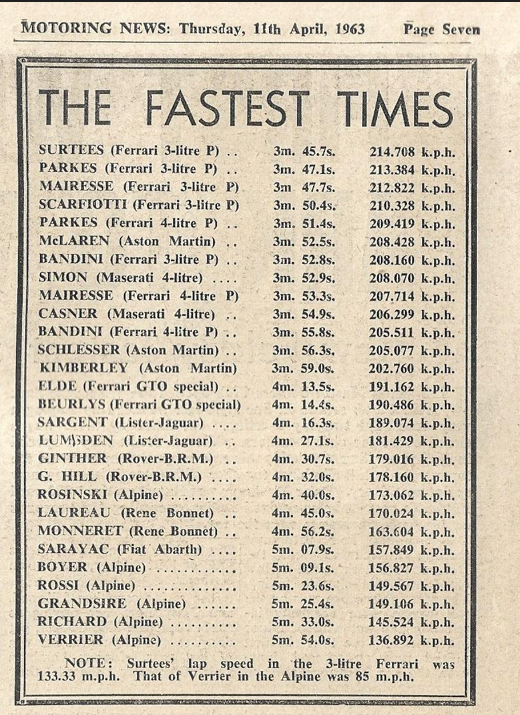 MOTORING NEWS: Thursday, 11th April, 1963 Page Seven
THE FASTEST TIMES
SURTEES (Ferrari 3-litre P) .. 3m. 45.7s. 214.708 k.p.h.
PARKES (Ferrari 3-litre P) .. 3m. 47.1s. 213.384 k.p.h.
MAIRESSE (Ferrari 3-litre P) 3m 47.7s. 212.822 k.p.h.
SCARFIOTTI (Ferrari 3-litre P) 3m. 50.4s. 210.328 k.p.h.
PARKES (Ferrari 4-litre P) .. 3m. 51.4s. 209.419 k.p.h.
McLAREN (Aston Martin) .. 3m. 52.5s. 208.428 k.p.h.
BANDINI (Ferrari 3-litre P) .. 3m. 52.8s. 208.160 k.p.h.
SIMON (Maserati 4-litre) .... 3m. 52.9s. 208.070 k.p.h.
MAIRESSE (Ferrari 4-litre P) 3m. 53.3s. 207.714 k.p.h.
CASNER (Maserati 4-litre) .... 3m. 54.9s. 206.299 k.p.h.
BANDINI (Ferrari 4-litre P) .. 3m. 55.8s. 205.511 k.p.h.
SCHLESSER (Aston Martin) .. 3m. 56.3s. 205.077 k.p.h.
KIMBERLEY (Aston Martin) 3m. 59.0s. 202.760 k.p.h.
ELDE (Ferrari GTO special) .. 4m. 13.5s. 191.162 k.p.h.
BEURLYS (Ferrari GTO special) 4m. 14.4s. 190.486 k.p.h.
SARGENT (Lister-Jaguar) .... 4m. 16.3s. 189.074 k.p.h.
LUMSDEN (Lister-Jaguar) .. 4m. 27.1s. 181.429 k.p.h.
GINTHER (Rover-B.R.M.) .. 4m. 30.7s. 179.016 k.p.h.
G. HILL (Rover-B.R.M.) .... 4m. 32.0s. 178.160 k.p.h.
ROSINSKI (Alpine) .......... 4m. 40.0s. 173.062 k.p.h.
LAUREAU (Rene Bonnet) .. 4m. 45.0s. 170.024 k.p.h.
MONNERET (Rene Bonnet) .. 4m. 56.2s. 163.604 k.p.h.
SARAYAC (Fiat Abarth) .... 5m. 07.9s. 157.849 k.p.h.
BOYER (Alpine) ............ 5m. 09.1s. 156.827 k.p.h.
ROSSI (Alpine) ............. 5m. 23.6s. 149.567 k.p.h.
GRANDSIRE (Alpine) ...... 5m. 25.4s. 149.106 k.p.h.
RICHARD (Alpine) .......... 5m. 33.0s. 145.524 k.p.h.
VERRIER (Alpine) .......... 5m. 54.0s. 136.892 k.p.h.
NOTE: Surtees' lap speed in the 3-litre Ferrari was
133.33 m.p.h. That of Verrier in the Alpine was 85 m.p.h.